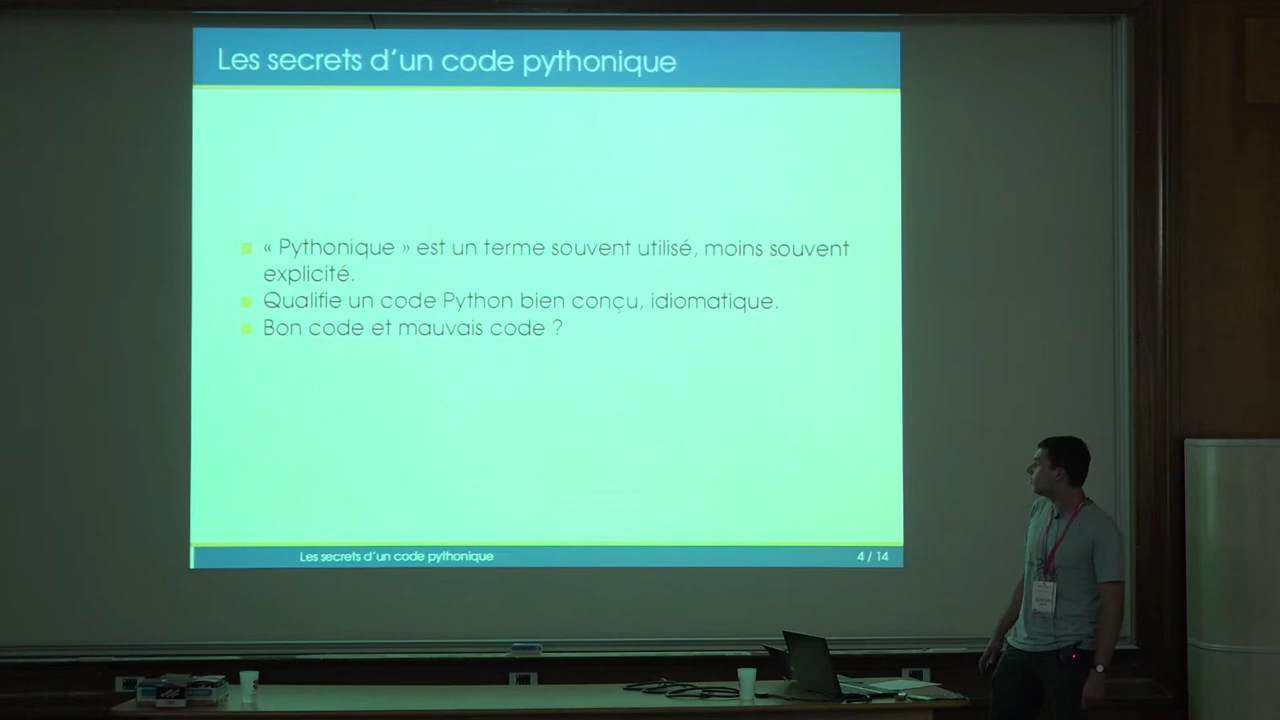 Les secrets d'un code pythonique
« Pythonique » est un terme souvent utilisé, moins souvent
explicité.
Qualifie un code Python bien conçu, idiomatique.
Bon code et mauvais code ?
Les secrets d'un code pythonique
4 / 14